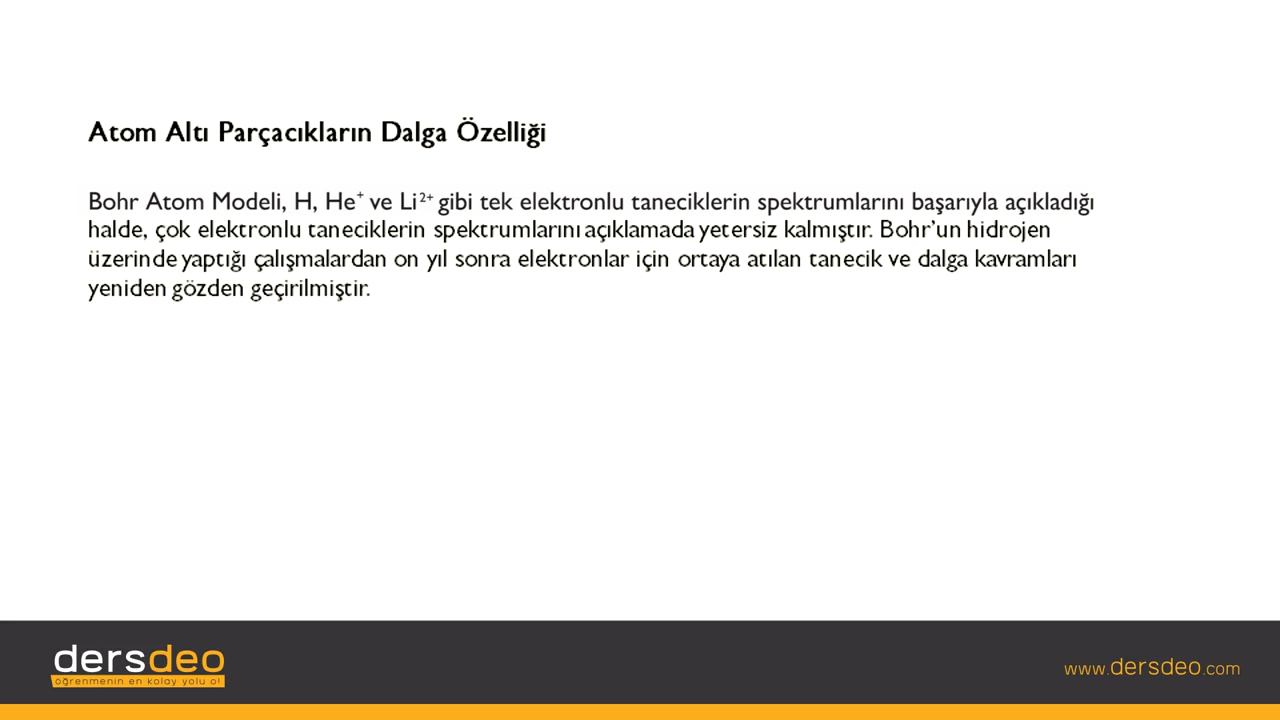 Atom Altı Parçacıkların Dalga Özelliği
Bohr Atom Modeli, H, He⁺ ve Li²⁺ gibi tek elektronlu taneciklerin spektrumlarını başarıyla açıkladığı
halde, çok elektronlu taneciklerin spektrumlarını açıklamada yetersiz kalmıştır. Bohr’un hidrojen
üzerinde yaptığı çalışmalardan on yıl sonra elektronlar için ortaya atılan tanecik ve dalga kavramları
yeniden gözden geçirilmiştir.
dersdeo
öğrenmenin en kolay yolu o!
www.dersdeo.com